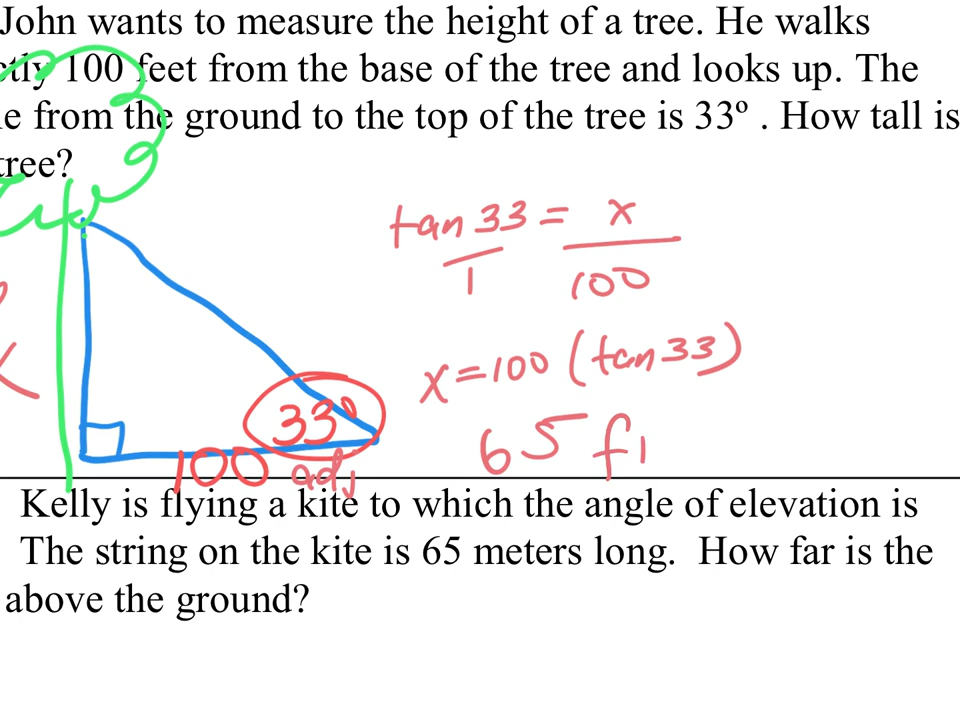 John wants to measure the height of a tree. He walks
100 feet from the base of the tree and looks up. The
from the ground to the top of the tree is 33º . How tall is
tree?
tan 33 = x
1 100
x
x = 100 (tan 33)
33º
65 f
100 adj
Kelly is flying a kite to which the angle of elevation is
The string on the kite is 65 meters long. How far is the
above the ground?